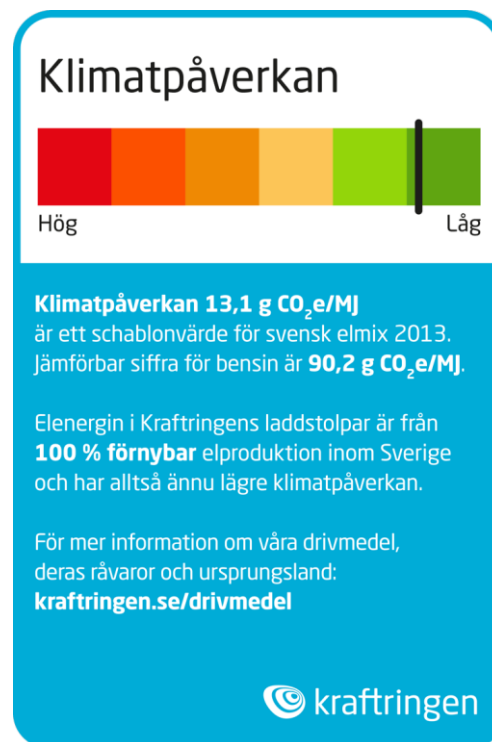 Klimatpåverkan
Hög Låg
Klimatpåverkan 13,1 g CO₂e/MJ
är ett schablonvärde för svensk elmix 2013.
Jämförbar siffra för bensin är 90,2 g CO₂e/MJ.
Elenergin i Kraftringens laddstolpar är från
100 % förnybar elproduktion inom Sverige
och har alltså ännu lägre klimatpåverkan.
För mer information om våra drivmedel,
deras råvaror och ursprungsland:
kraftringen.se/drivmedel
kraftringen